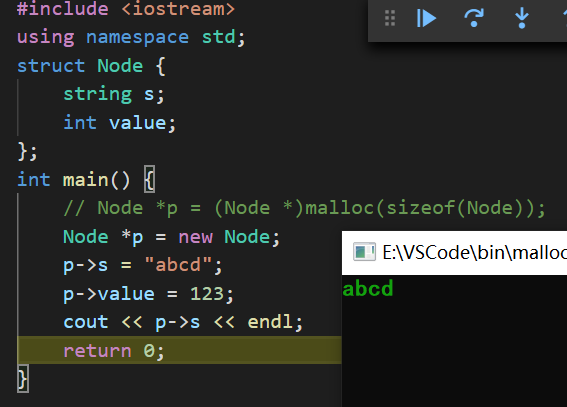 #include <iostream>
using namespace std;
struct Node {
    string s;
    int value;
};
int main() {
    // Node *p = (Node *)malloc(sizeof(Node));
    Node *p = new Node;
    p->s = "abcd";
    p->value = 123;
    cout << p->s << endl;
    return 0;
}
E:\VSCode\bin\malloc
abcd